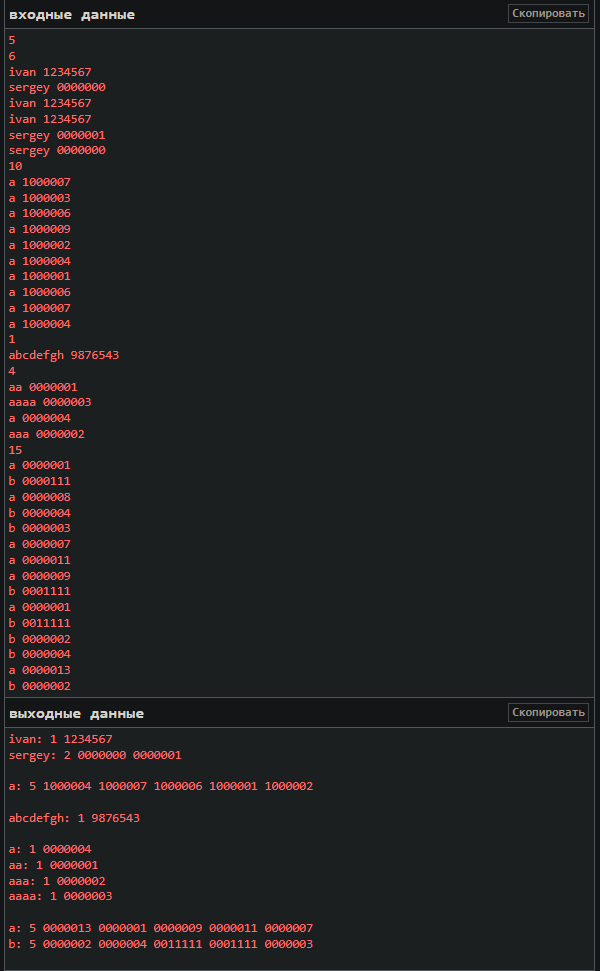 входные данные
Скопировать
5
6
ivan 1234567
sergey 0000000
ivan 1234567
ivan 1234567
sergey 0000001
sergey 0000000
10
a 1000007
a 1000003
a 1000006
a 1000009
a 1000002
a 1000004
a 1000001
a 1000006
a 1000007
a 1000004
1
abcdefgh 9876543
4
aa 0000001
aaaa 0000003
a 0000004
aaa 0000002
15
a 0000001
b 0000111
a 0000008
b 0000004
b 0000003
a 0000007
a 0000011
a 0000009
b 0001111
a 0000001
b 0011111
b 0000002
b 0000004
a 0000013
b 0000002
выходные данные
Скопировать
ivan: 1 1234567
sergey: 2 0000000 0000001
a: 5 1000004 1000007 1000006 1000001 1000002
abcdefgh: 1 9876543
a: 1 0000004
aa: 1 0000001
aaa: 1 0000002
aaaa: 1 0000003
a: 5 0000013 0000001 0000009 0000011 0000007
b: 5 0000002 0000004 0011111 0001111 0000003